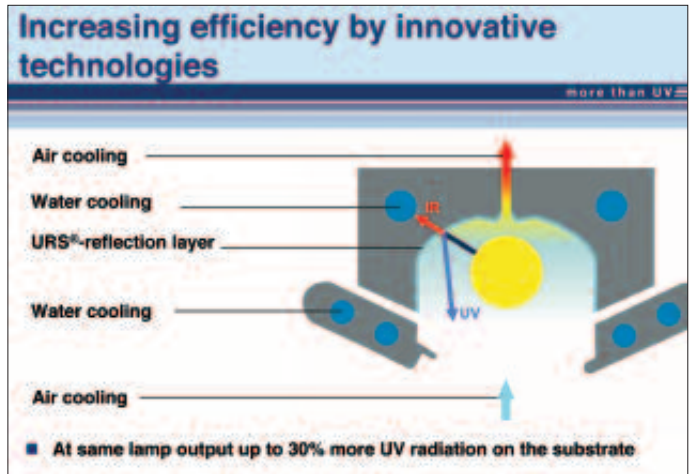 Increasing efficiency by innovative
technologies
more than UV
Air cooling
Water cooling
IR
URS®-reflection layer
Water cooling
UV
Air cooling
At same lamp output up to 30% more UV radiation on the substrate